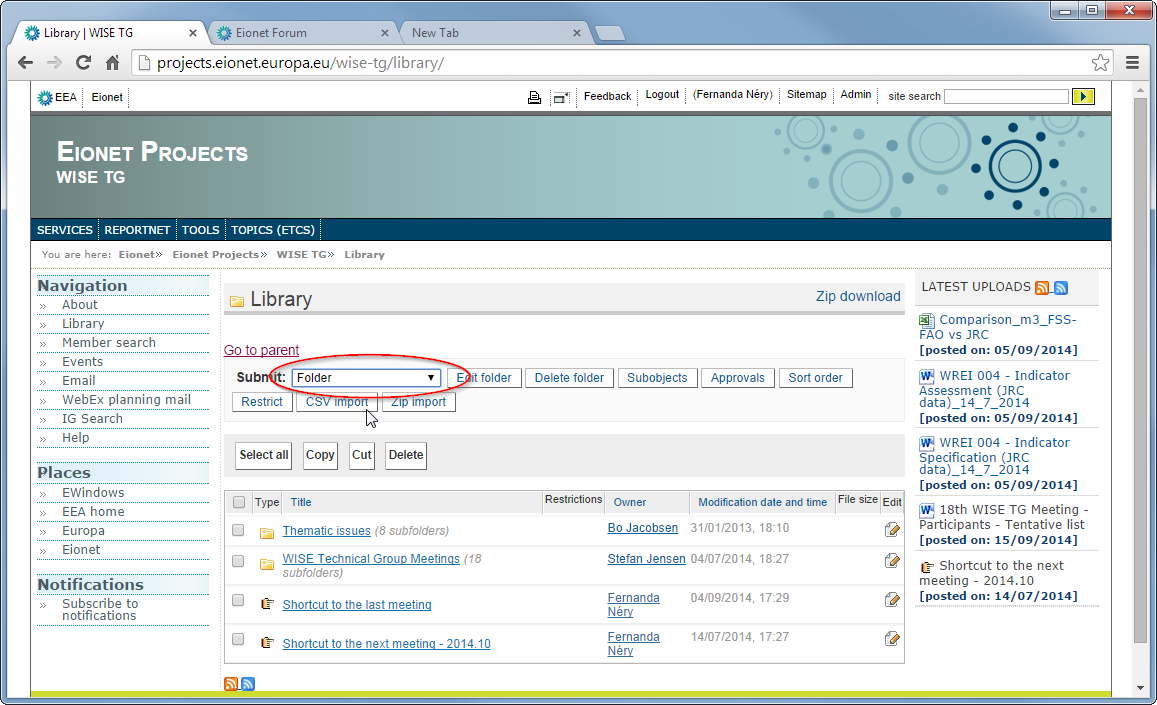 Library | WISE TG
Eionet Forum
New Tab
projects.eionet.europa.eu/wise-tg/library/
EEA
Eionet
Feedback
Logout
(Fernanda Néry)
Sitemap
Admin
site search
EIONET PROJECTS
WISE TG
SERVICES
REPORTNET
TOOLS
TOPICS (ETCS)
You are here: Eionet» Eionet Projects» WISE TG» Library
Navigation
» About
» Library
» Member search
» Events
» Email
» WebEx planning mail
» IG Search
» Help
Places
» EWindows
» EEA home
» Europa
» Eionet
Notifications
» Subscribe to
notifications
Library
Zip download
Go to parent
Submit: Folder
Edit folder
Delete folder
Subobjects
Approvals
Sort order
Restrict
CSV import
Zip import
Select all
Copy
Cut
Delete
Type Title Restrictions Owner Modification date and time File size Edit
Thematic issues (8 subfolders) Bo Jacobsen 31/01/2013, 18:10
WISE Technical Group Meetings (18 Stefan Jensen 04/07/2014, 18:27
subfolders)
Shortcut to the last meeting Fernanda 04/09/2014, 17:29
Néry
Shortcut to the next meeting - 2014.10 Fernanda 14/07/2014, 17:27
Néry
LATEST UPLOADS
Comparison_m3_FSS-
FAO vs JRC
[posted on: 05/09/2014]
WREI 004 - Indicator
Assessment (JRC
data)_14_7_2014
[posted on: 05/09/2014]
WREI 004 - Indicator
Specification (JRC
data)_14_7_2014
[posted on: 05/09/2014]
18th WISE TG Meeting -
Participants - Tentative list
[posted on: 15/09/2014]
Shortcut to the next
meeting - 2014.10
[posted on: 14/07/2014]